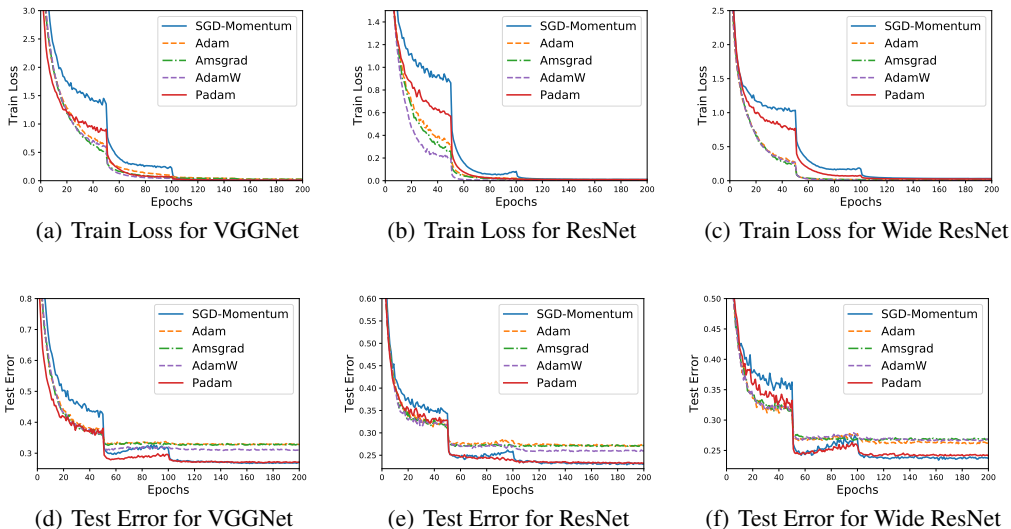 3.0
2.5
2.0
1.5
1.0
0.5
0.0
Train Loss
0 20 40 60 80 100 120 140 160 180 200
Epochs
SGD-Momentum
Adam
Amsgrad
AdamW
Padam
(a) Train Loss for VGGNet
1.4
1.2
1.0
0.8
0.6
0.4
0.2
0.0
Train Loss
0 20 40 60 80 100 120 140 160 180 200
Epochs
SGD-Momentum
Adam
Amsgrad
AdamW
Padam
(b) Train Loss for ResNet
2.5
2.0
1.5
1.0
0.5
0.0
Train Loss
0 20 40 60 80 100 120 140 160 180 200
Epochs
SGD-Momentum
Adam
Amsgrad
AdamW
Padam
(c) Train Loss for Wide ResNet
0.8
0.7
0.6
0.5
0.4
0.3
Test Error
0 20 40 60 80 100 120 140 160 180 200
Epochs
SGD-Momentum
Adam
Amsgrad
AdamW
Padam
(d) Test Error for VGGNet
0.60
0.55
0.50
0.45
0.40
0.35
0.30
0.25
Test Error
0 20 40 60 80 100 120 140 160 180 200
Epochs
SGD-Momentum
Adam
Amsgrad
AdamW
Padam
(e) Test Error for ResNet
0.50
0.45
0.40
0.35
0.30
0.25
Test Error
0 20 40 60 80 100 120 140 160 180 200
Epochs
SGD-Momentum
Adam
Amsgrad
AdamW
Padam
(f) Test Error for Wide ResNet